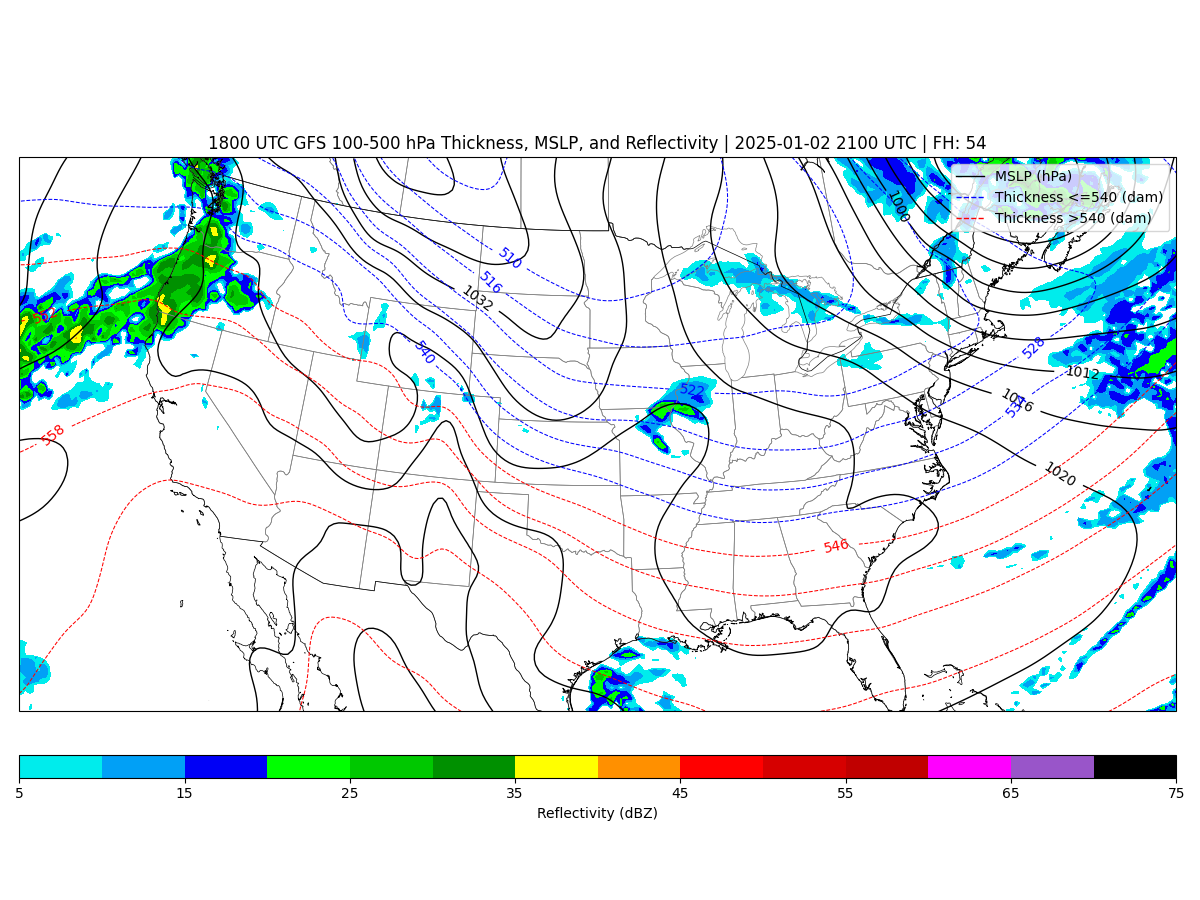 1800 UTC GFS 100-500 hPa Thickness, MSLP, and Reflectivity | 2025-01-02 2100 UTC | FH: 54
MSLP (hPa)
Thickness <=540 (dam)
Thickness >540 (dam)
1000
510
516
1032
528
540
1012
522
1016
558
1020
546
5 15 25 35 45 55 65 75
Reflectivity (dBZ)